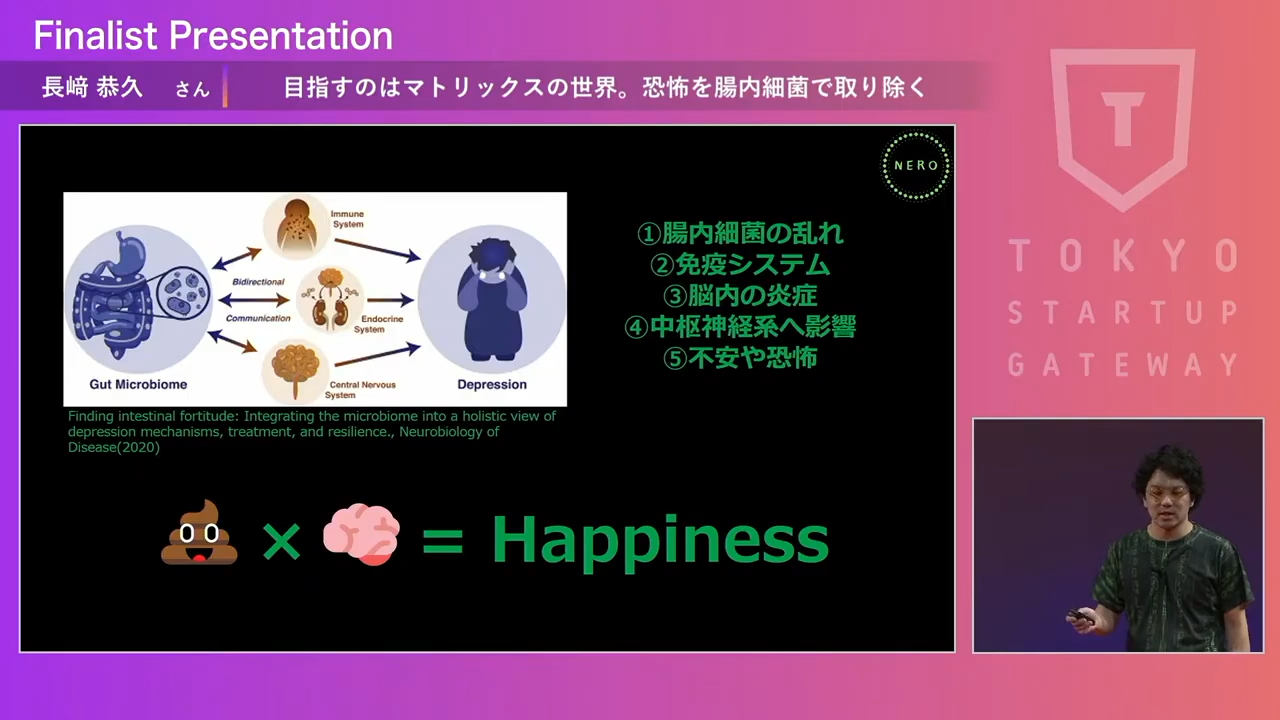 Finalist Presentation
長﨑 恭久 さん
目指すのはマトリックスの世界。恐怖を腸内細菌で取り除く
NERO
Immune
System
Bidirectional
Communication
Endocrine
System
Central Nervous
System
Gut Microbiome
Depression
Finding intestinal fortitude: Integrating the microbiome into a holistic view of
depression mechanisms, treatment, and resilience., Neurobiology of
Disease(2020)
①腸内細菌の乱れ
②免疫システム
③脳内の炎症
④中枢神経系へ影響
⑤不安や恐怖
× = Happiness
T
TOKYO
STARTUP
GATEWAY